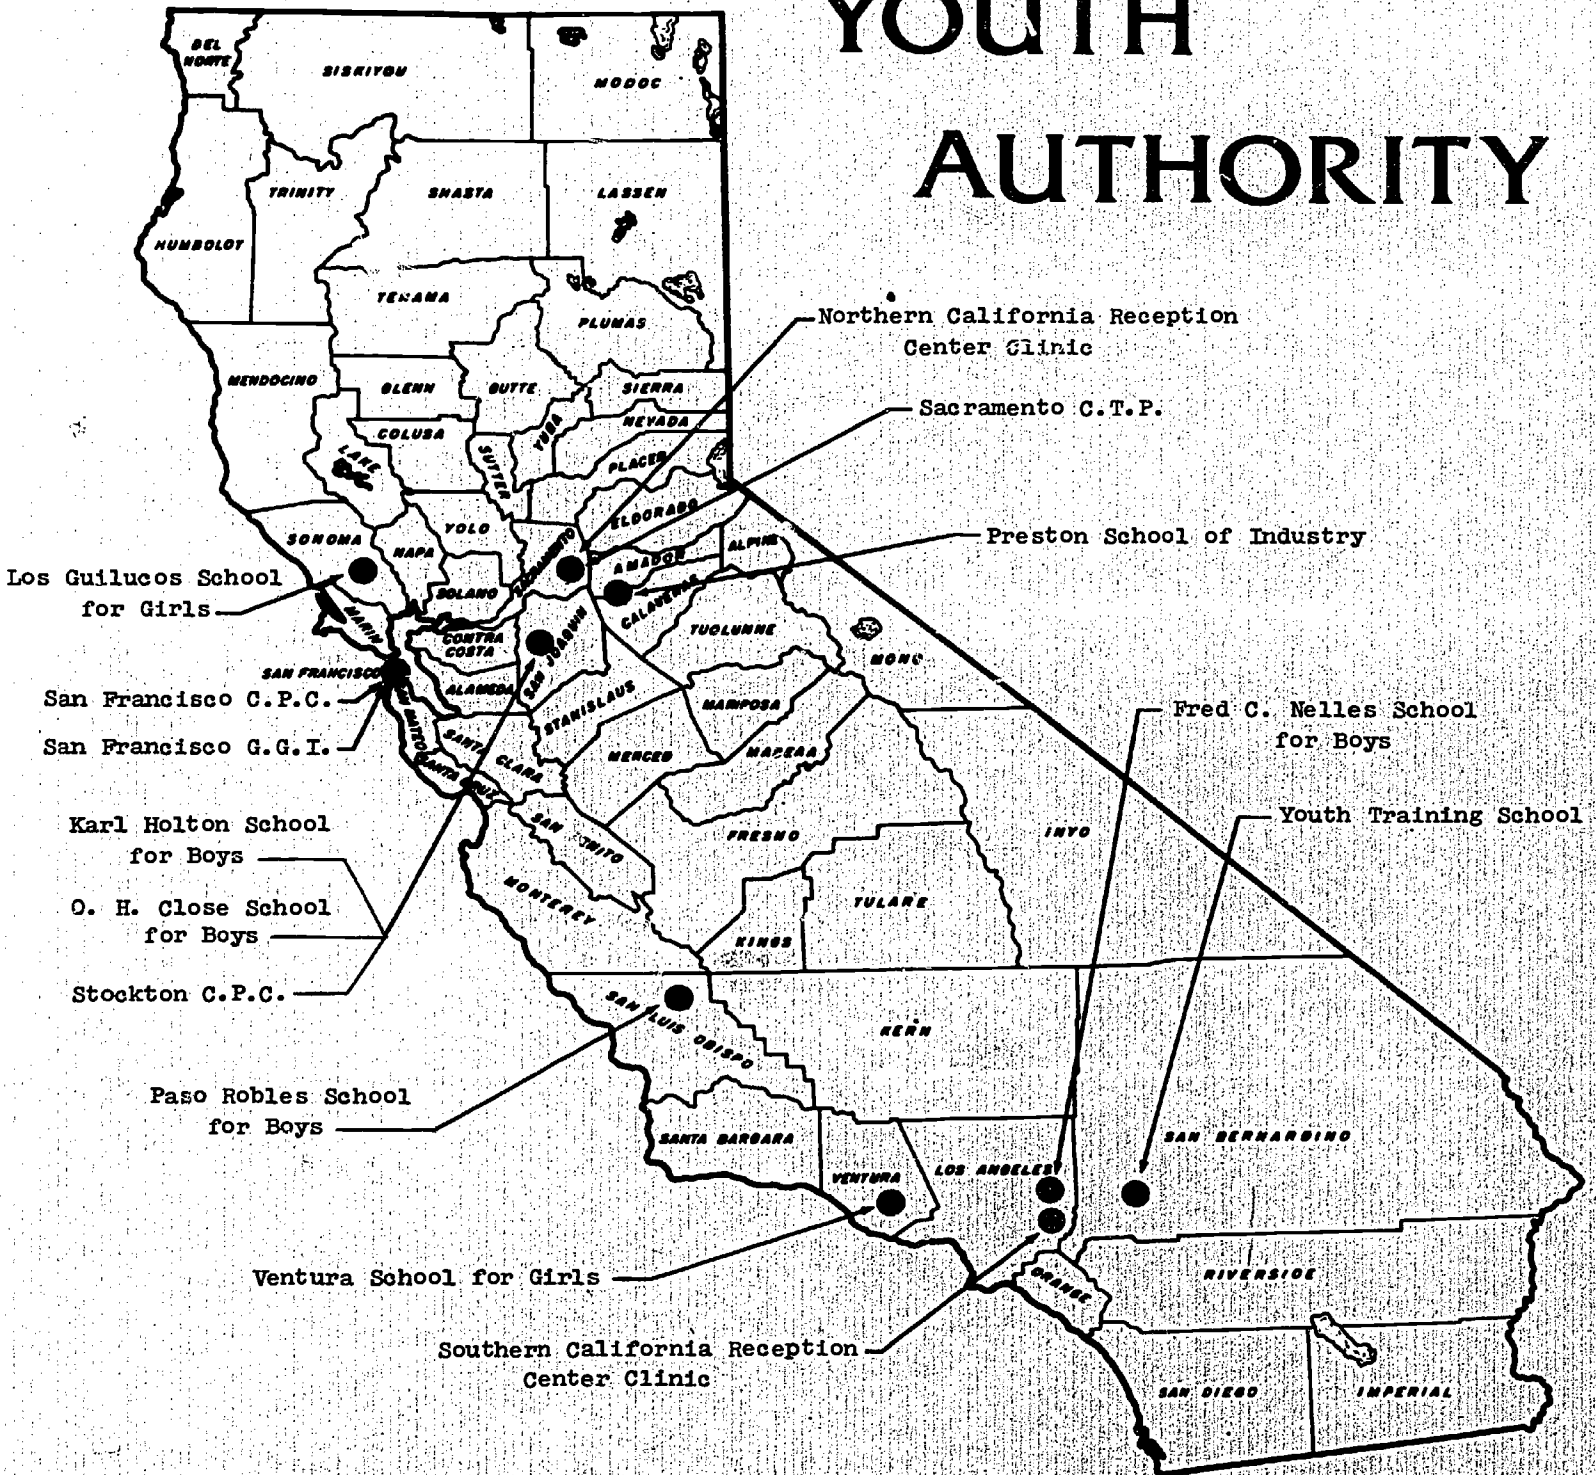 YOUTH
AUTHORITY
DEL
NORTE
SISKIYOU
MODOC
TRINITY
SHASTA
LASSEN
HUMBOLDT
TEHAMA
PLUMAS
Northern California Reception
Center Clinic
MENDOCINO
GLENN
BUTTE
SIERRA
Sacramento C.T.P.
COLUSA
YUBA
NEVADA
LAKE
SUTTER
PLACER
ELDORADO
SONOMA
NAPA
YOLO
SACRAMENTO
AMADOR
ALPINE
Preston School of Industry
Los Guilucos School
for Girls
SOLANO
CALAVERAS
MARIN
CONTRA
COSTA
SAN JOAQUIN
TUOLUMNE
MONO
SAN FRANCISCO
ALAMEDA
San Francisco C.P.C.
STANISLAUS
MARIPOSA
Fred C. Nelles School
for Boys
San Francisco G.G.I.
SAN MATEO
SANTA
CLARA
MERCED
MADERA
SANTA CRUZ
Karl Holton School
for Boys
SAN
FRESNO
INYO
Youth Training School
O. H. Close School
for Boys
MONTEREY
TULARE
KINGS
Stockton C.P.C.
SAN LUIS OBISPO
KERN
Paso Robles School
for Boys
SANTA BARBARA
VENTURA
LOS ANGELES
SAN BERNARDINO
Ventura School for Girls
ORANGE
RIVERSIDE
Southern California Reception
Center Clinic
SAN DIEGO
IMPERIAL